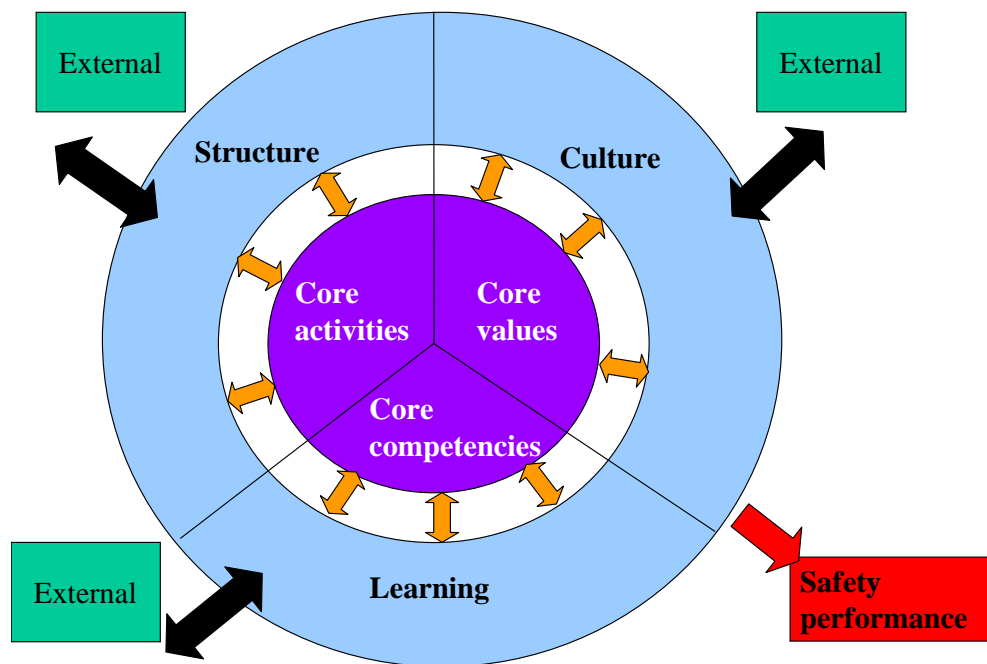 External
External
Structure
Culture
Core
activities
Core
values
Core
competencies
External
Learning
Safety
performance